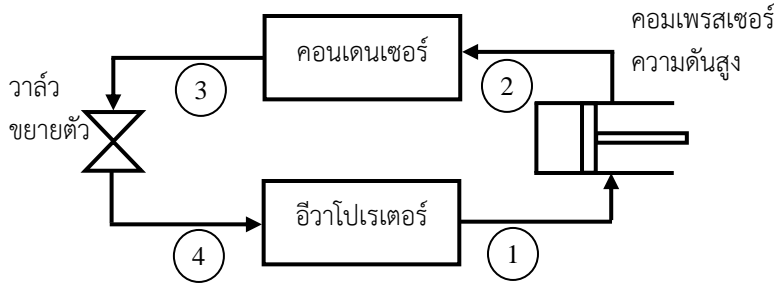 คอมเพรสเซอร์
ความดันสูง
คอนเดนเซอร์
2
3
วาล์ว
ขยายตัว
อีวาโปเรเตอร์
4
1